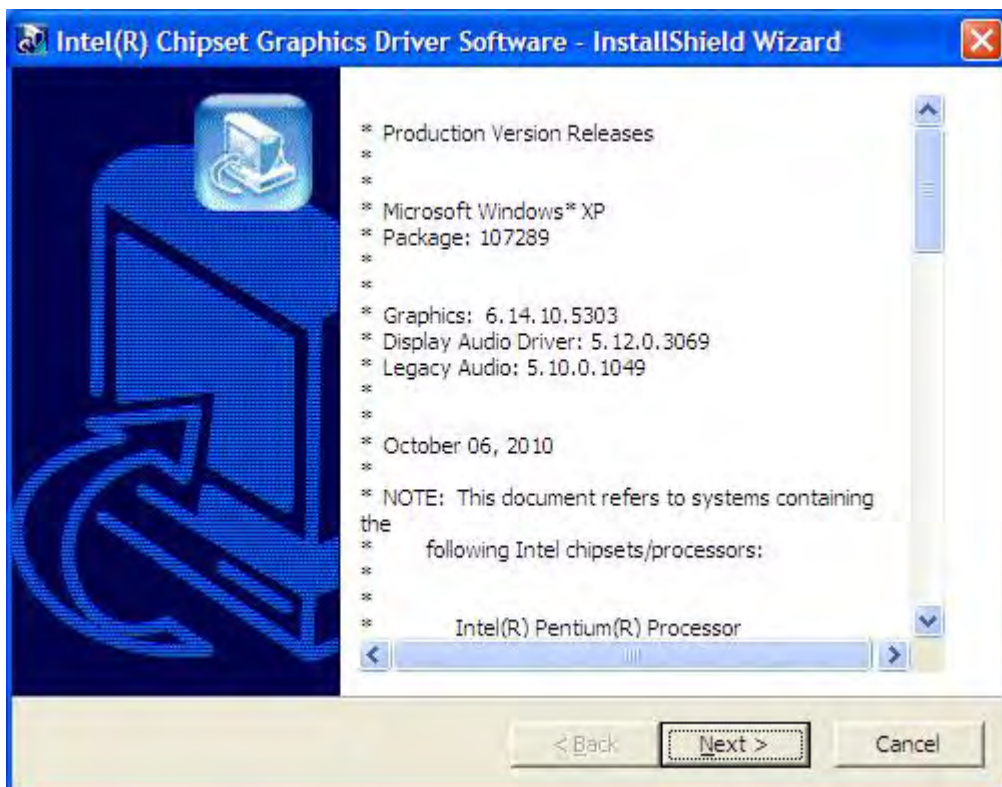 Intel(R) Chipset Graphics Driver Software - InstallShield Wizard
* Production Version Releases
*
*
* Microsoft Windows* XP
* Package: 107289
*
*
* Graphics: 6.14.10.5303
* Display Audio Driver: 5.12.0.3069
* Legacy Audio: 5.10.0.1049
*
*
* October 06, 2010
*
* NOTE: This document refers to systems containing
the
* following Intel chipsets/processors:
*
*
* Intel(R) Pentium(R) Processor
< Back
Next >
Cancel